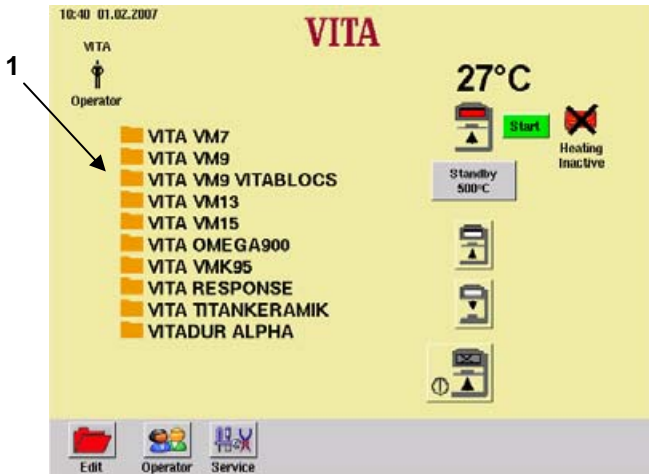 10:40 01.02.2007
VITA
VITA
Operator
1
27°C
Start
Heating
Inactive
Standby
500°C
VITA VM7
VITA VM9
VITA VM9 VITABLOCS
VITA VM13
VITA VM15
VITA OMEGA900
VITA VMK95
VITA RESPONSE
VITA TITANKERAMIK
VITADUR ALPHA
Edit
Operator
Service